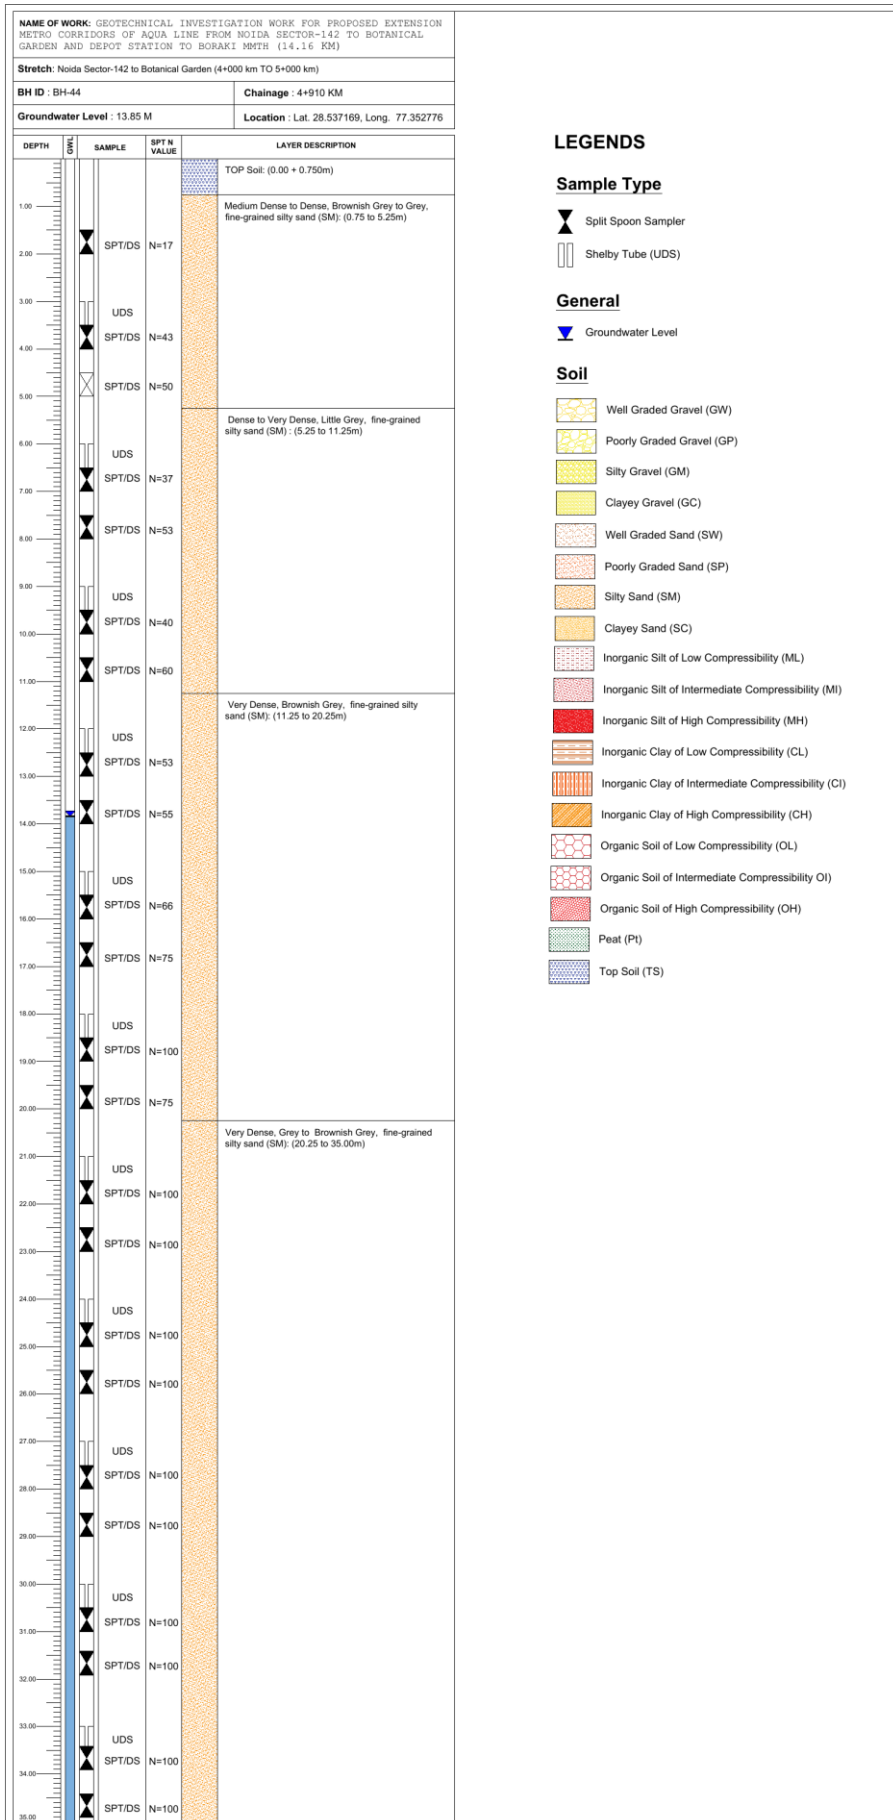 NAME OF WORK: GEOTECHNICAL INVESTIGATION WORK FOR PROPOSED EXTENSION
METRO CORRIDORS OF AQUA LINE FROM NOIDA SECTOR-142 TO BOTANICAL
GARDEN AND DEPOT STATION TO BORAKI MMTH (14.16 KM)
Stretch: Noida Sector-142 to Botanical Garden (4+000 km TO 5+000 km)
BH ID : BH-44
Chainage : 4+910 KM
Groundwater Level : 13.85 M
Location : Lat. 28.537169, Long. 77.352776
DEPTH GWL SAMPLE SPT N VALUE LAYER DESCRIPTION
TOP Soil: (0.00 + 0.750m)
1.00
Medium Dense to Dense, Brownish Grey to Grey,
fine-grained silty sand (SM): (0.75 to 5.25m)
SPT/DS N=17
2.00
3.00
UDS
SPT/DS N=43
4.00
SPT/DS N=50
5.00
Dense to Very Dense, Little Grey, fine-grained
silty sand (SM) : (5.25 to 11.25m)
6.00
UDS
SPT/DS N=37
7.00
SPT/DS N=53
8.00
9.00
UDS
SPT/DS N=40
10.00
SPT/DS N=60
11.00
Very Dense, Brownish Grey, fine-grained silty
sand (SM): (11.25 to 20.25m)
12.00
UDS
SPT/DS N=53
13.00
SPT/DS N=55
14.00
15.00
UDS
SPT/DS N=66
16.00
SPT/DS N=75
17.00
18.00
UDS
SPT/DS N=100
19.00
SPT/DS N=75
20.00
Very Dense, Grey to Brownish Grey, fine-grained
silty sand (SM): (20.25 to 35.00m)
21.00
UDS
SPT/DS N=100
22.00
SPT/DS N=100
23.00
24.00
UDS
SPT/DS N=100
25.00
SPT/DS N=100
26.00
27.00
UDS
SPT/DS N=100
28.00
SPT/DS N=100
29.00
30.00
UDS
SPT/DS N=100
31.00
SPT/DS N=100
32.00
33.00
UDS
SPT/DS N=100
34.00
SPT/DS N=100
35.00
LEGENDS
Sample Type
Split Spoon Sampler
Shelby Tube (UDS)
General
Groundwater Level
Soil
Well Graded Gravel (GW)
Poorly Graded Gravel (GP)
Silty Gravel (GM)
Clayey Gravel (GC)
Well Graded Sand (SW)
Poorly Graded Sand (SP)
Silty Sand (SM)
Clayey Sand (SC)
Inorganic Silt of Low Compressibility (ML)
Inorganic Silt of Intermediate Compressibility (MI)
Inorganic Silt of High Compressibility (MH)
Inorganic Clay of Low Compressibility (CL)
Inorganic Clay of Intermediate Compressibility (CI)
Inorganic Clay of High Compressibility (CH)
Organic Soil of Low Compressibility (OL)
Organic Soil of Intermediate Compressibility OI)
Organic Soil of High Compressibility (OH)
Peat (Pt)
Top Soil (TS)